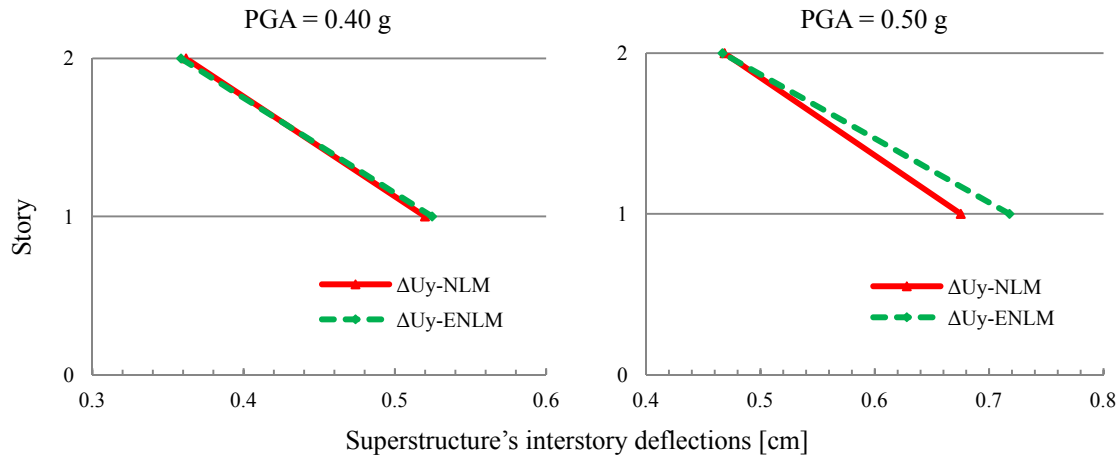 PGA = 0.40 g
PGA = 0.50 g
Story
2
1
0
0.3 0.4 0.5 0.6
ΔUy-NLM
ΔUy-ENLM
2
1
0
0.4 0.5 0.6 0.7 0.8
ΔUy-NLM
ΔUy-ENLM
Superstructure’s interstory deflections [cm]